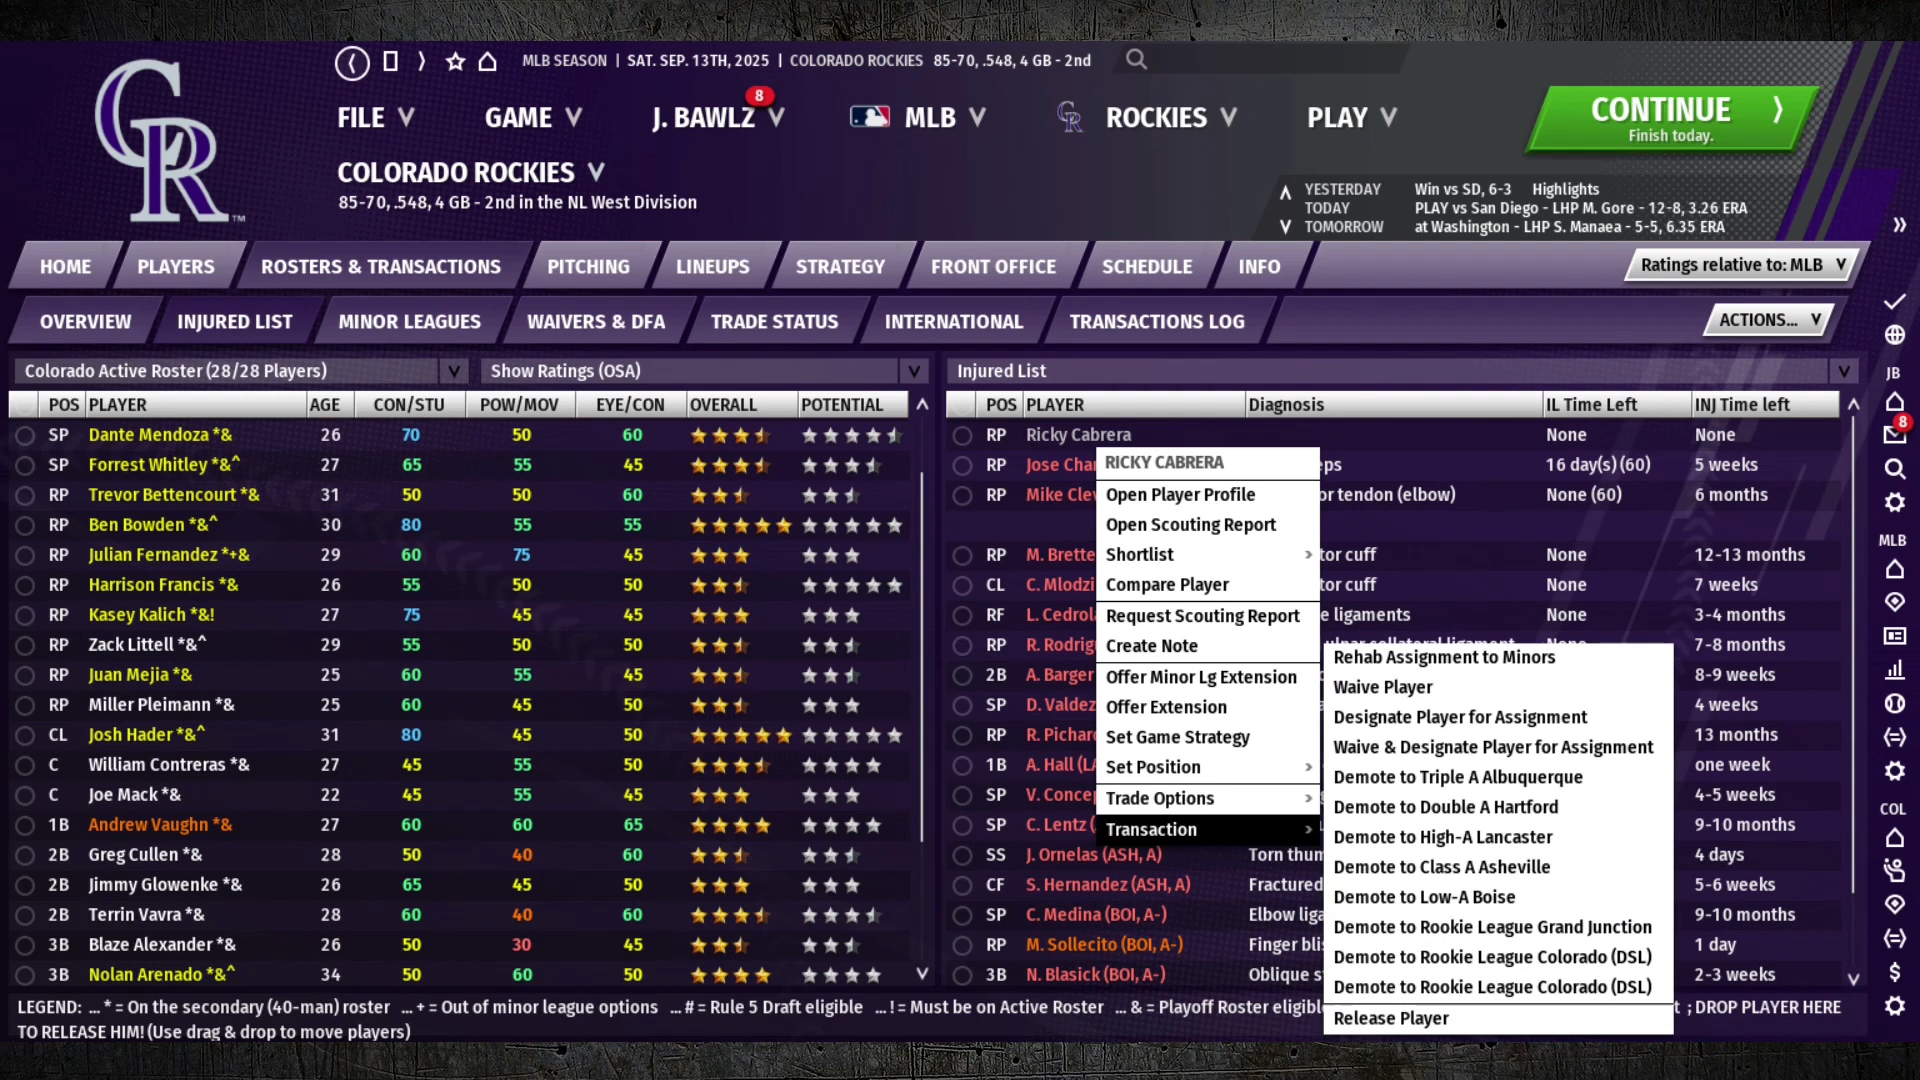 MLB SEASON | SAT. SEP. 13TH, 2025 | COLORADO ROCKIES 85-70, .548, 4 GB - 2nd
FILE GAME J. BAWLZ 8 MLB ROCKIES PLAY
CONTINUE
Finish today.
COLORADO ROCKIES
85-70, .548, 4 GB - 2nd in the NL West Division
YESTERDAY Win vs SD, 6-3 Highlights
TODAY PLAY vs San Diego - LHP M. Gore - 12-8, 3.26 ERA
TOMORROW at Washington - LHP S. Manaea - 5-5, 6.35 ERA
CR TM
HOME PLAYERS ROSTERS & TRANSACTIONS PITCHING LINEUPS STRATEGY FRONT OFFICE SCHEDULE INFO Ratings relative to: MLB
OVERVIEW INJURED LIST MINOR LEAGUES WAIVERS & DFA TRADE STATUS INTERNATIONAL TRANSACTIONS LOG ACTIONS...
Colorado Active Roster (28/28 Players) Show Ratings (OSA)
POS PLAYER AGE CON/STU POW/MOV EYE/CON OVERALL POTENTIAL
SP Dante Mendoza *& 26 70 50 60
SP Forrest Whitley *&^ 27 65 55 45
RP Trevor Bettencourt *& 31 50 50 60
RP Ben Bowden *&^ 30 80 55 55
RP Julian Fernandez *+& 29 60 75 45
RP Harrison Francis *& 26 55 50 50
RP Kasey Kalich *&! 27 75 45 45
RP Zack Littell *&^ 29 55 50 50
RP Juan Mejia *& 25 60 55 45
RP Miller Pleimann *& 25 60 45 50
CL Josh Hader *&^ 31 80 45 50
C William Contreras *& 27 45 55 50
C Joe Mack *& 22 45 55 45
1B Andrew Vaughn *& 27 60 60 65
2B Greg Cullen *& 28 50 40 60
2B Jimmy Glowenke *& 26 65 45 50
2B Terrin Vavra *& 28 60 40 60
3B Blaze Alexander *& 26 50 30 45
3B Nolan Arenado *&^ 34 50 60 50
Injured List
POS PLAYER Diagnosis IL Time Left INJ Time left
RP Ricky Cabrera None None
RP Jose Cha eps 16 day(s) (60) 5 weeks
RP Mike Clev or tendon (elbow) None (60) 6 months
RP M. Brette tor cuff None 12-13 months
CL C. Mlodzi tor cuff None 7 weeks
RF L. Cedrola e ligaments None 3-4 months
RP R. Rodrig ulnar collateral ligament None 7-8 months
2B A. Barger 8-9 weeks
SP D. Valdez 4 weeks
RP R. Pichar 13 months
1B A. Hall (LA one week
SP V. Concep 4-5 weeks
SP C. Lentz ( 9-10 months
SS J. Ornelas (ASH, A) Torn thum 4 days
CF S. Hernandez (ASH, A) Fractured 5-6 weeks
SP C. Medina (BOI, A-) Elbow liga 9-10 months
RP M. Sollecito (BOI, A-) Finger blis 1 day
3B N. Blasick (BOI, A-) Oblique s 2-3 weeks
RICKY CABRERA
Open Player Profile
Open Scouting Report
Shortlist
Compare Player
Request Scouting Report
Create Note
Offer Minor Lg Extension
Offer Extension
Set Game Strategy
Set Position
Trade Options
Transaction
Rehab Assignment to Minors
Waive Player
Designate Player for Assignment
Waive & Designate Player for Assignment
Demote to Triple A Albuquerque
Demote to Double A Hartford
Demote to High-A Lancaster
Demote to Class A Asheville
Demote to Low-A Boise
Demote to Rookie League Grand Junction
Demote to Rookie League Colorado (DSL)
Demote to Rookie League Colorado (DSL)
Release Player
LEGEND: ... * = On the secondary (40-man) roster ... + = Out of minor league options ... # = Rule 5 Draft eligible ... ! = Must be on Active Roster ... & = Playoff Roster eligibl t ; DROP PLAYER HERE
TO RELEASE HIM! (Use drag & drop to move players)
JB
8
MLB
COL
$